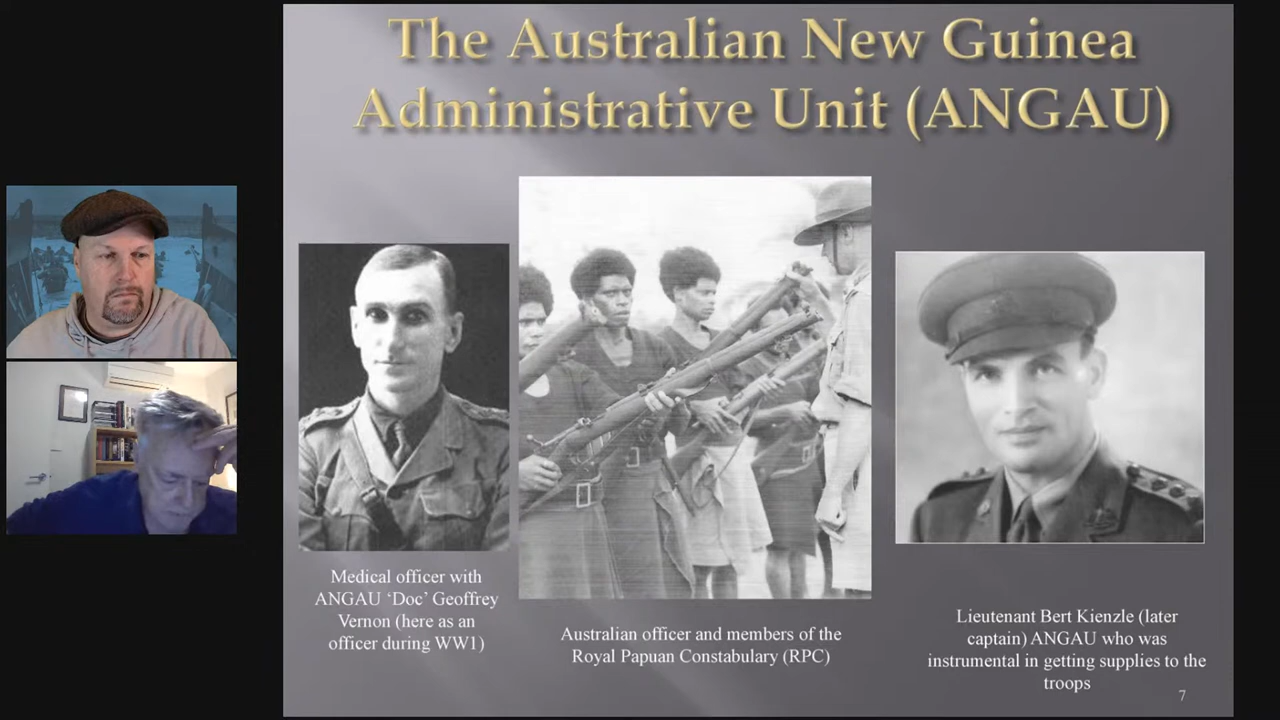 The Australian New Guinea
Administrative Unit (ANGAU)
Medical officer with
ANGAU ‘Doc’ Geoffrey
Vernon (here as an
officer during WW1)
Australian officer and members of the
Royal Papuan Constabulary (RPC)
Lieutenant Bert Kienzle (later
captain) ANGAU who was
instrumental in getting supplies to the
troops
7